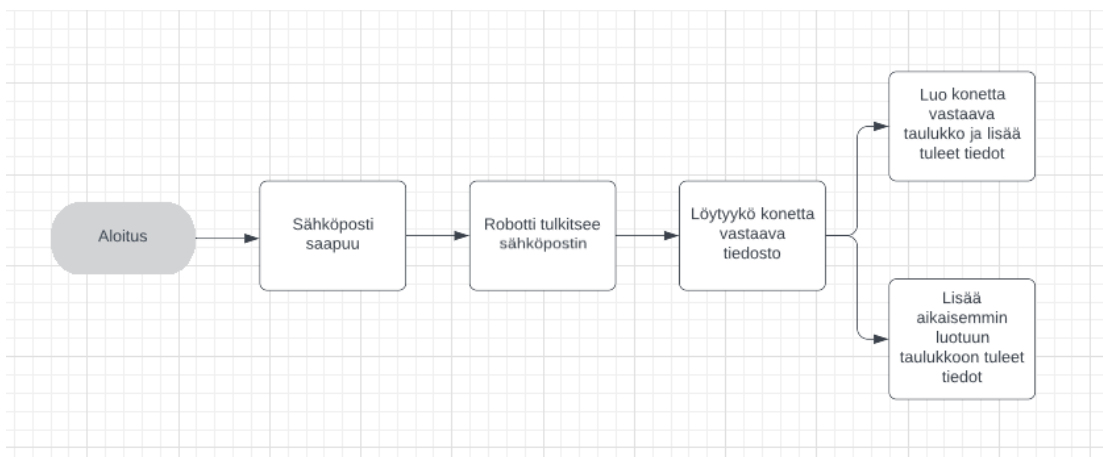 Aloitus
Sähköposti
saapuu
Robotti tulkitsee
sähköpostin
Löytyykö konetta
vastaava
tiedosto
Luo konetta
vastaava
taulukko ja lisää
tuleet tiedot
Lisää
aikaisemmin
luotuun
taulukkoon tuleet
tiedot